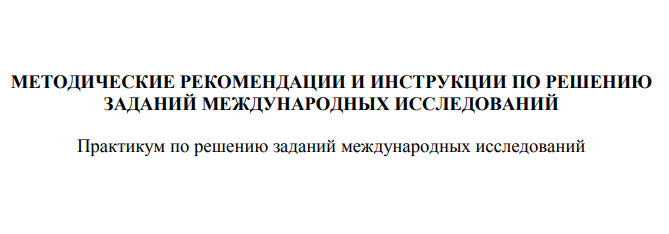 МЕТОДИЧЕСКИЕ РЕКОМЕНДАЦИИ И ИНСТРУКЦИИ ПО РЕШЕНИЮ
ЗАДАНИЙ МЕЖДУНАРОДНЫХ ИССЛЕДОВАНИЙ
Практикум по решению заданий международных исследований